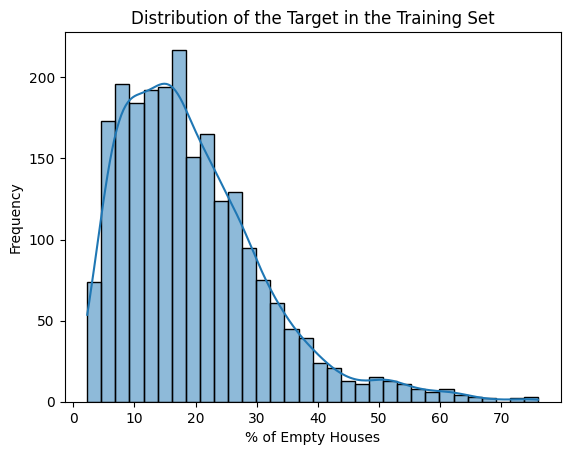 Distribution of the Target in the Training Set
Frequency
200
150
100
50
0
0 10 20 30 40 50 60 70
% of Empty Houses